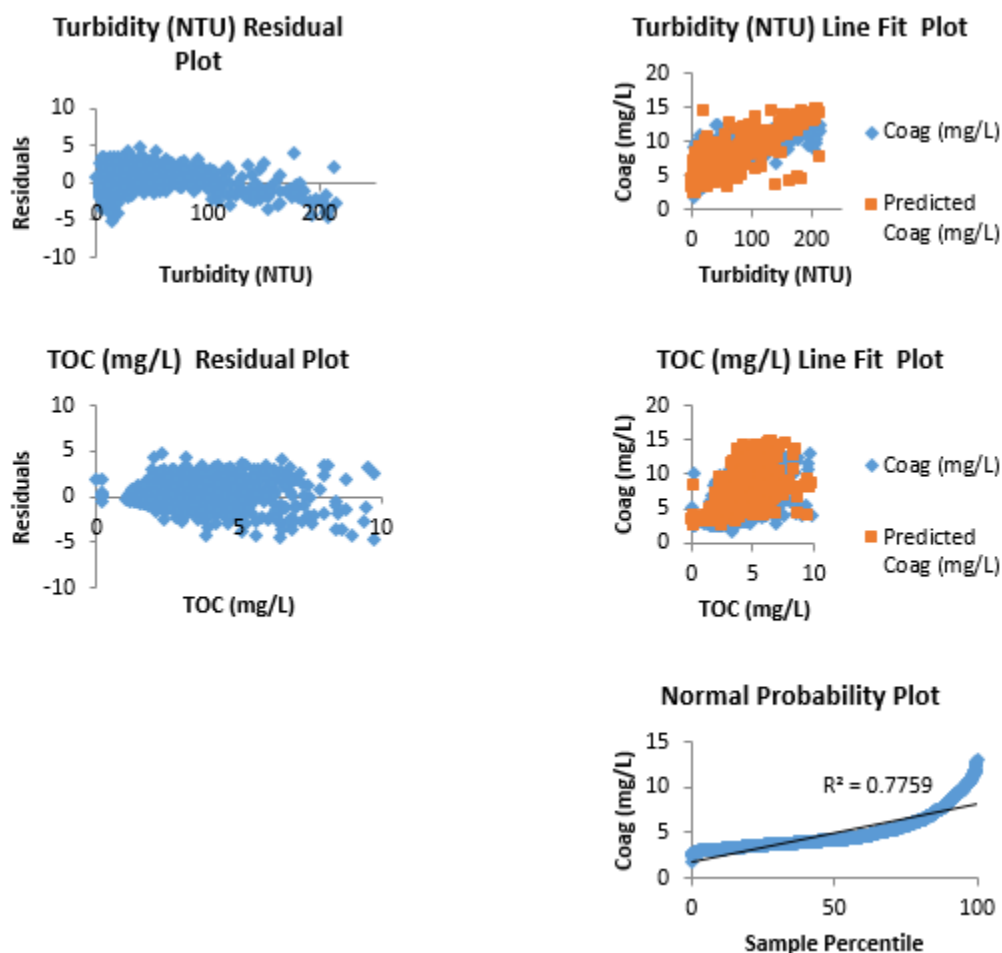 Turbidity (NTU) Residual
Plot
10
5
0
-5
-10
0
100
200
Residuals
Turbidity (NTU)
Turbidity (NTU) Line Fit Plot
20
15
10
5
0
0
100
200
Coag (mg/L)
Turbidity (NTU)
Coag (mg/L)
Predicted
Coag (mg/L)
TOC (mg/L) Residual Plot
10
5
0
-5
-10
0
5
10
Residuals
TOC (mg/L)
TOC (mg/L) Line Fit Plot
20
15
10
5
0
0
5
10
Coag (mg/L)
TOC (mg/L)
Coag (mg/L)
Predicted
Coag (mg/L)
Normal Probability Plot
15
10
5
0
0
50
100
R² = 0.7759
Coag (mg/L)
Sample Percentile